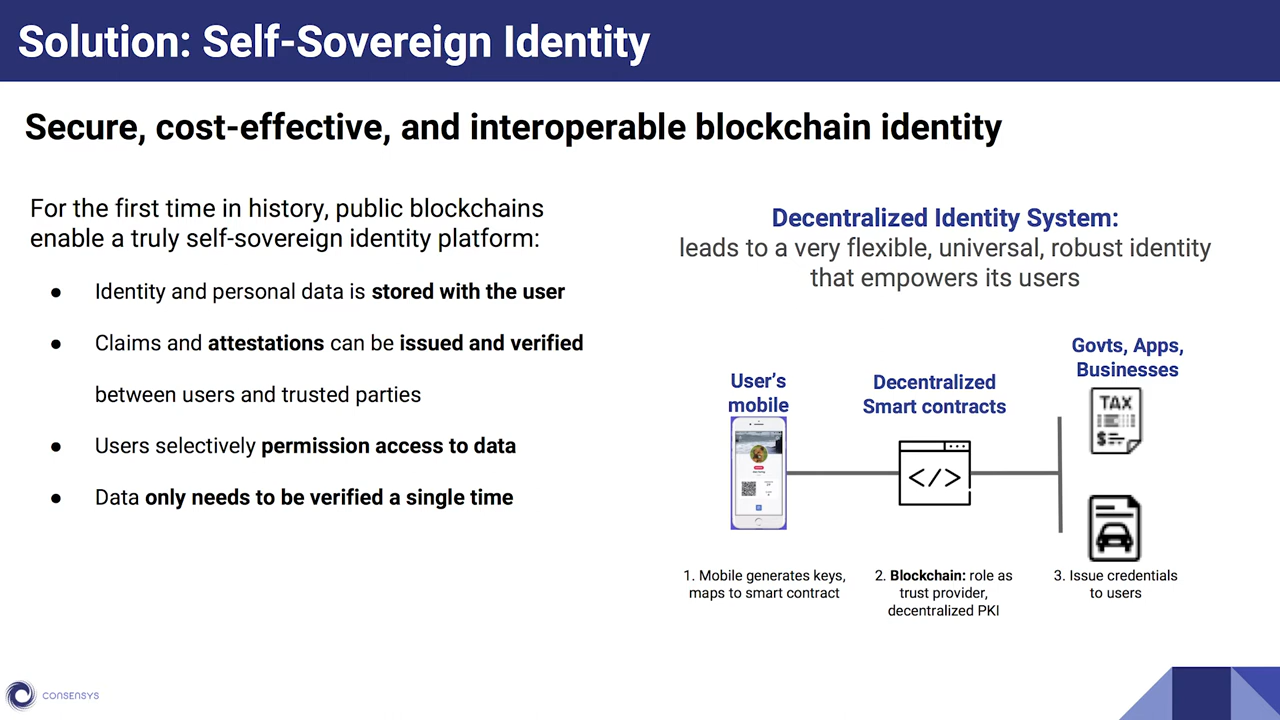 Solution: Self-Sovereign Identity
Secure, cost-effective, and interoperable blockchain identity
For the first time in history, public blockchains
enable a truly self-sovereign identity platform:
● Identity and personal data is stored with the user
● Claims and attestations can be issued and verified
between users and trusted parties
● Users selectively permission access to data
● Data only needs to be verified a single time
Decentralized Identity System:
leads to a very flexible, universal, robust identity
that empowers its users
User's
mobile
Decentralized
Smart contracts
Govts, Apps,
Businesses
TAX
$
</>
1. Mobile generates keys,
maps to smart contract
2. Blockchain: role as
trust provider,
decentralized PKI
3. Issue credentials
to users
CONSENSYS